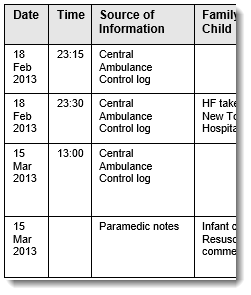 Date Time Source of Information Family Child
18 Feb 2013 23:15 Central Ambulance Control log
18 Feb 2013 23:30 Central Ambulance Control log HF take New To Hospita
15 Mar 2013 13:00 Central Ambulance Control log
15 Mar 2013 Paramedic notes Infant c Resusc comme